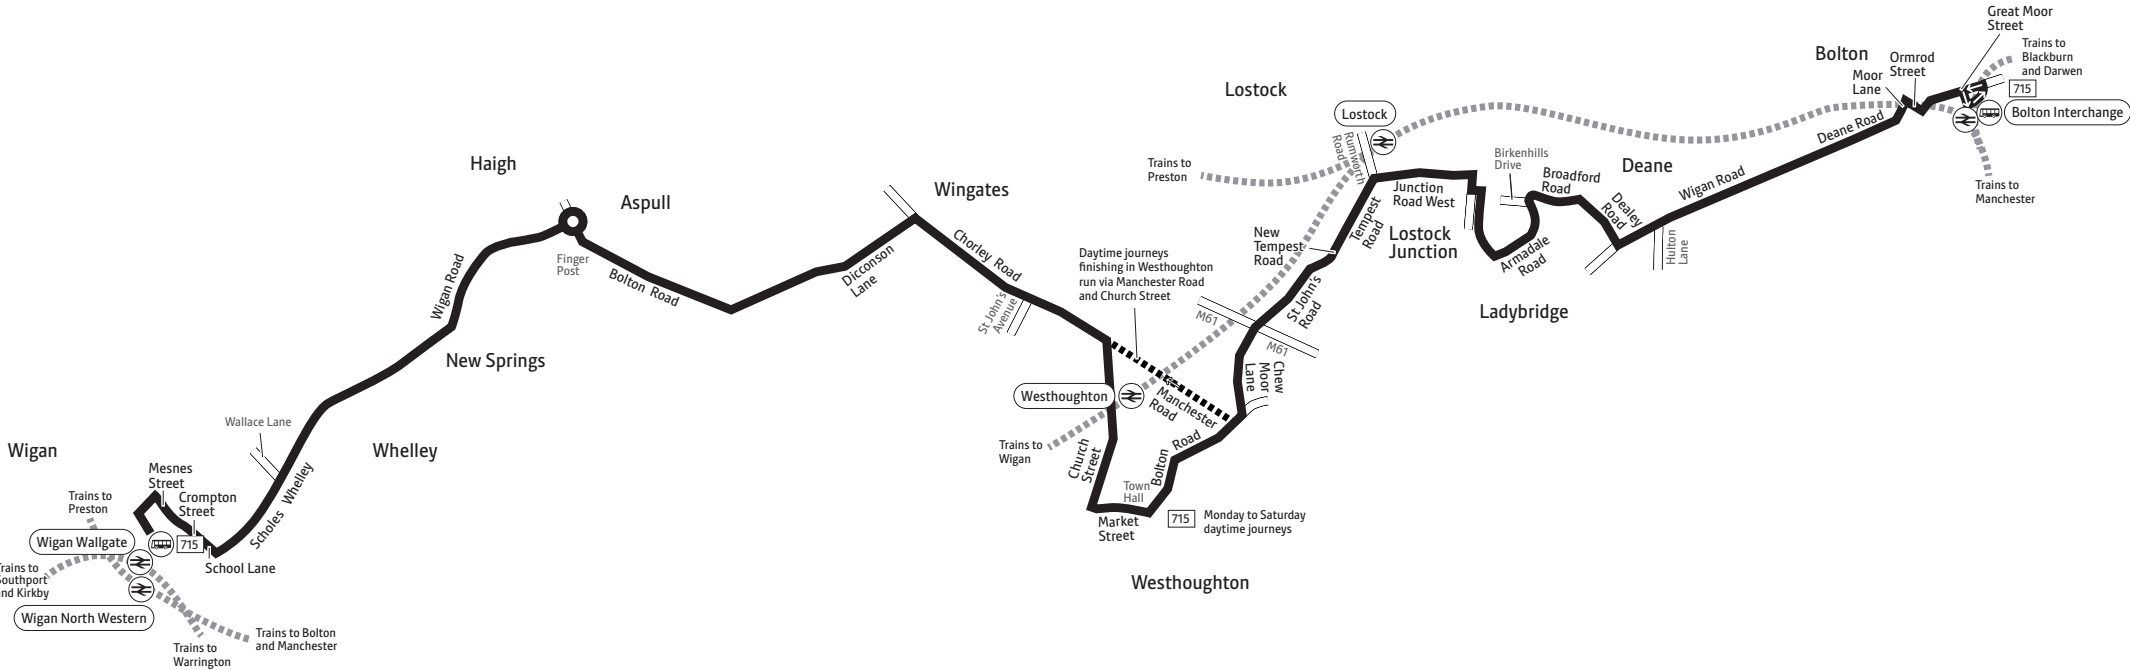 Great Moor
Street
Bolton
Ormrod
Street
Moor
Lane
Trains to
Blackburn
and Darwen
715
Bolton Interchange
Deane Road
Trains to
Manchester
Lostock
Lostock
Rumworth
Road
Trains to
Preston
Birkenhills
Drive
Broadford
Road
Deane
Wigan Road
Dealey
Road
Hulton
Lane
Junction
Road West
Tempest
Road
Lostock
Junction
Armadale
Road
Ladybridge
New
Tempest
Road
St John's
Road
M61
M61
Chew
Moor
Lane
Haigh
Aspull
Wingates
Finger
Post
Wigan Road
Bolton Road
Dicconson
Lane
Chorley Road
St John's
Avenue
Daytime journeys
finishing in Westhoughton
run via Manchester Road
and Church Street
Westhoughton
Manchester
Road
Trains to
Wigan
Church
Street
Town
Hall
Bolton
Road
Market
Street
715
Monday to Saturday
daytime journeys
Westhoughton
New Springs
Wallace Lane
Whelley
Wigan
Mesnes
Street
Crompton
Street
Scholes
Whelley
Trains to
Preston
Wigan Wallgate
715
School Lane
Trains to
Southport
and Kirkby
Wigan North Western
Trains to Bolton
and Manchester
Trains to
Warrington